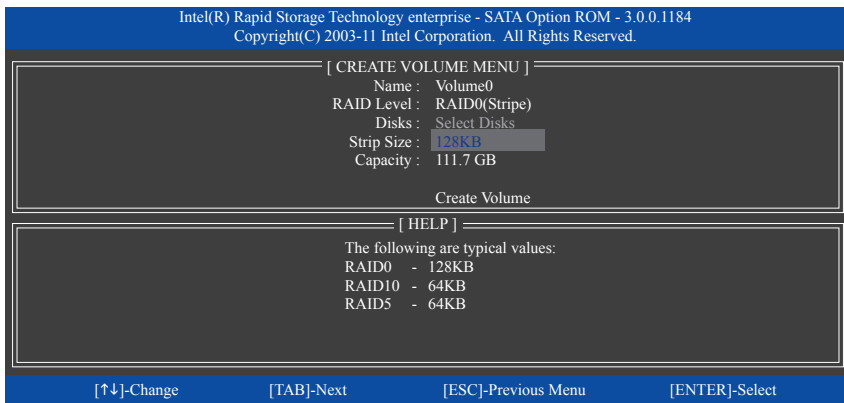 Intel(R) Rapid Storage Technology enterprise - SATA Option ROM - 3.0.0.1184
Copyright(C) 2003-11 Intel Corporation. All Rights Reserved.
[ CREATE VOLUME MENU ]
Name : Volume0
RAID Level : RAID0(Stripe)
Disks : Select Disks
Strip Size : 128KB
Capacity : 111.7 GB
Create Volume
[ HELP ]
The following are typical values:
RAID0 - 128KB
RAID10 - 64KB
RAID5 - 64KB
[↑↓]-Change [TAB]-Next [ESC]-Previous Menu [ENTER]-Select